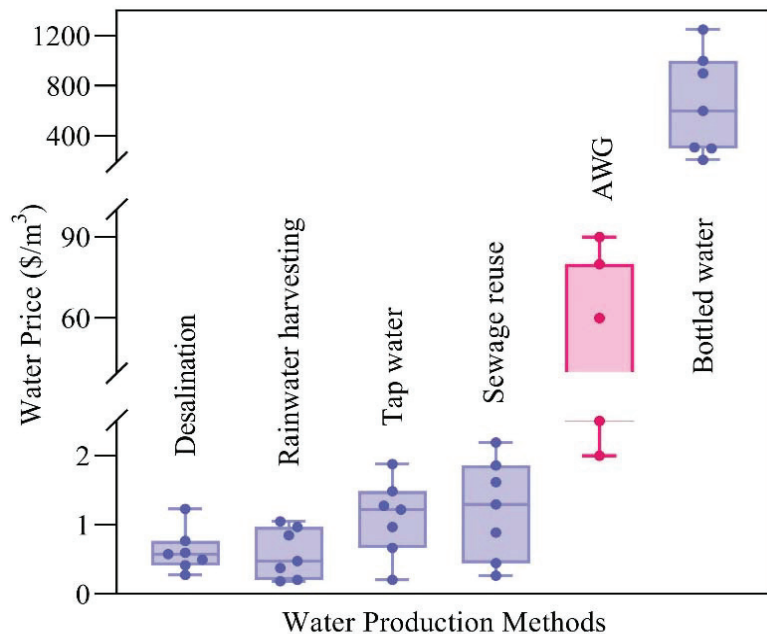 1200
800
400
90
60
2
1
0
Water Price ($/m³)
Desalination
Rainwater harvesting
Tap water
Sewage reuse
AWG
Bottled water
Water Production Methods